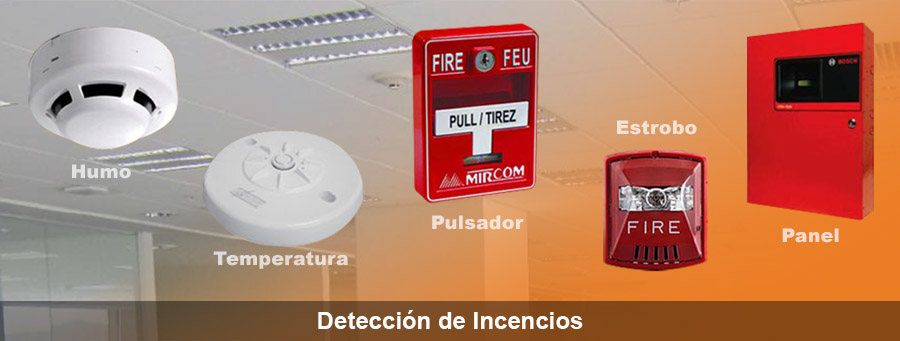 Humo
Temperatura
FIRE FEU
PULL / TIREZ
MIRCOM
Pulsador
Estrobo
FIRE
BOSCH
Panel
Detección de Incencios